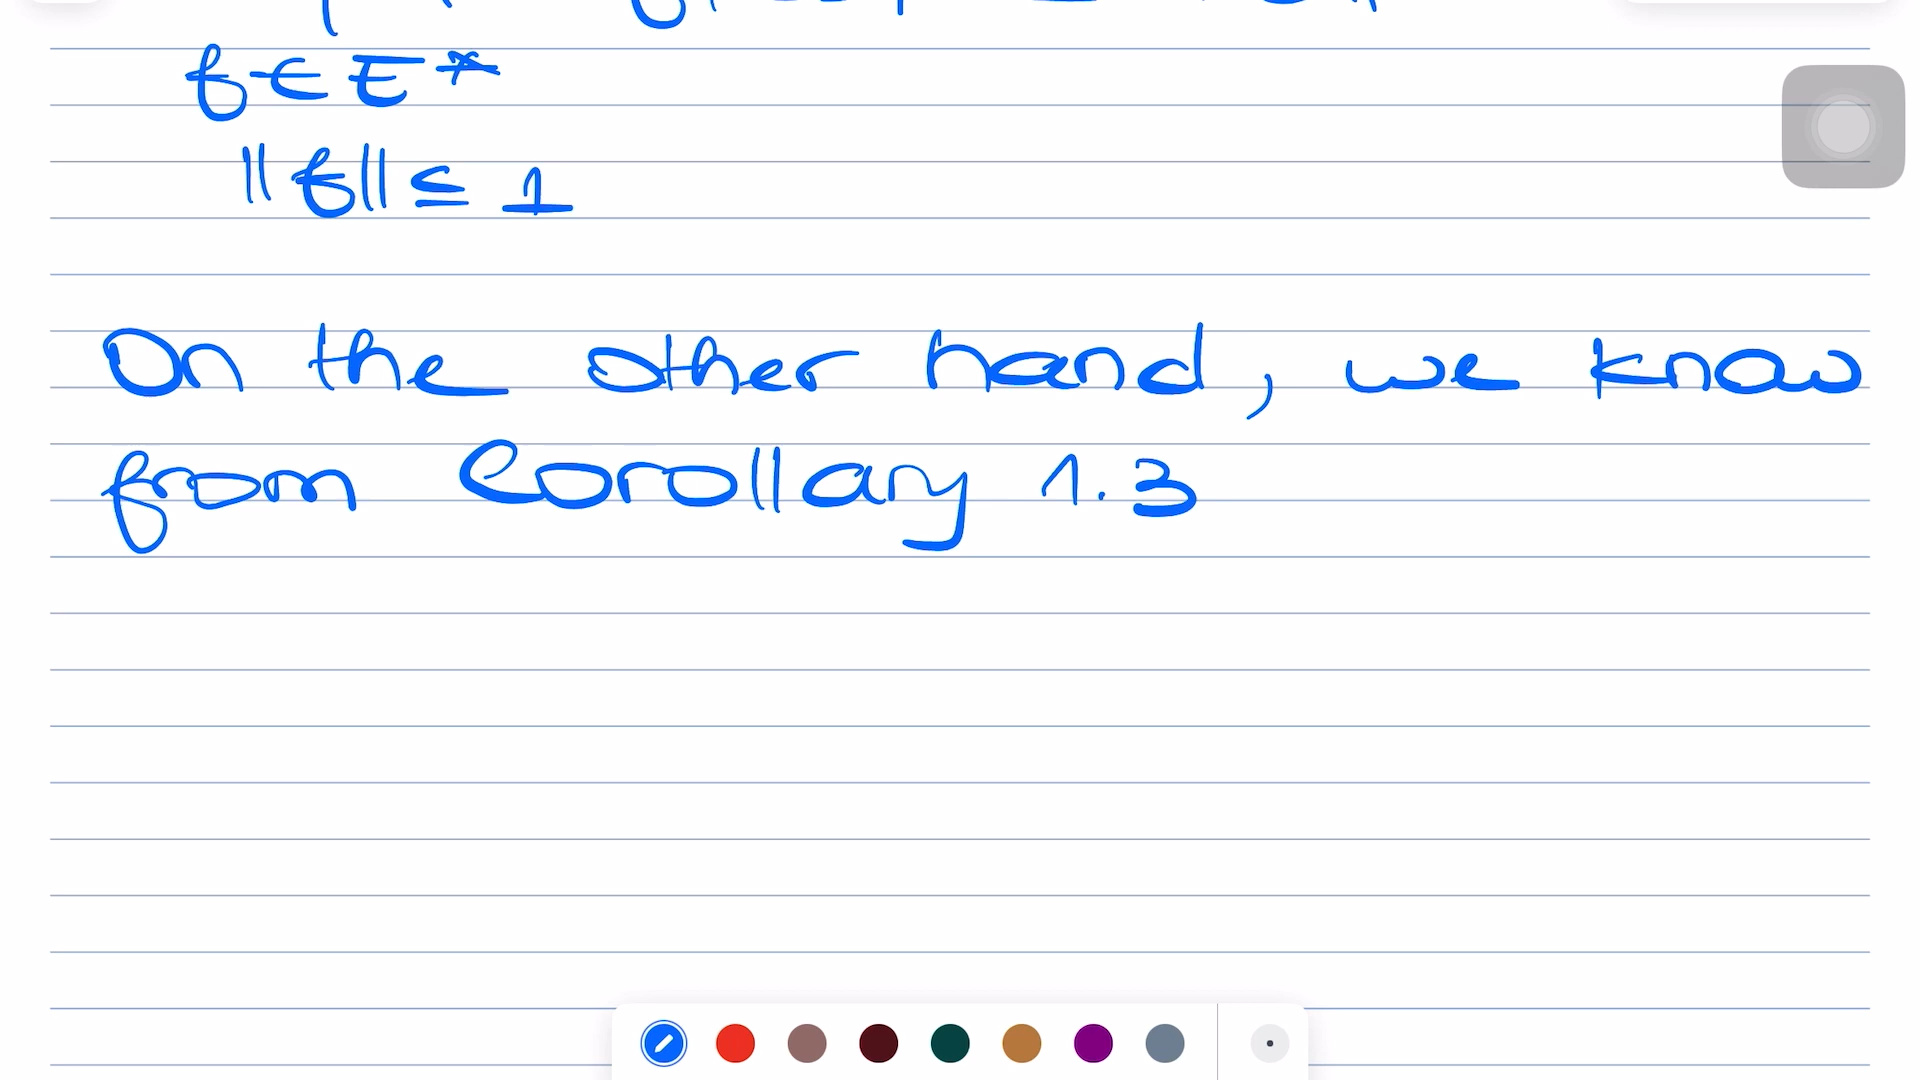 f ∈ E*
||f|| ≤ 1
On the other hand, we know
from Corollary 1.3